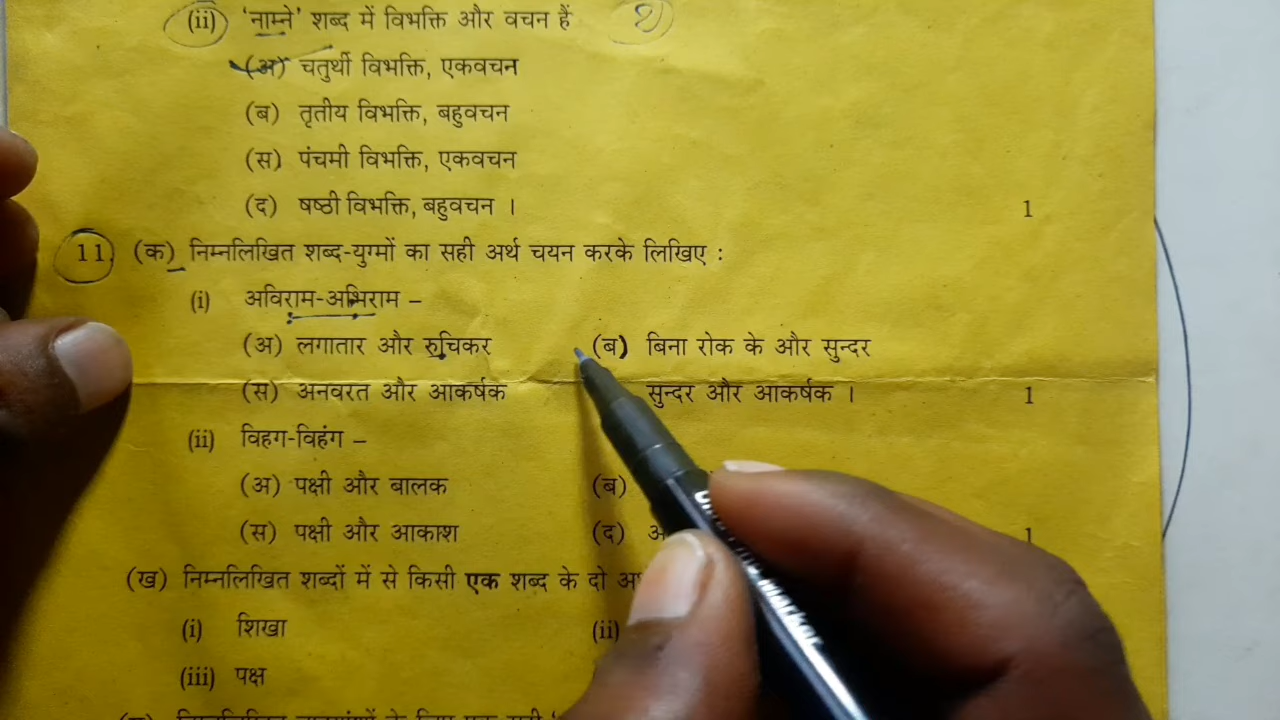 (ii) 'नाम्ने' शब्द में विभक्ति और वचन हैं
(अ) चतुर्थी विभक्ति, एकवचन
(ब) तृतीय विभक्ति, बहुवचन
(स) पंचमी विभक्ति, एकवचन
(द) षष्ठी विभक्ति, बहुवचन । 1
11. (क) निम्नलिखित शब्द-युग्मों का सही अर्थ चयन करके लिखिए :
(i) अविराम-अभिराम –
(अ) लगातार और रुचिकर (ब) बिना रोक के और सुन्दर
(स) अनवरत और आकर्षक सुन्दर और आकर्षक । 1
(ii) विहग-विहंग –
(अ) पक्षी और बालक (ब)
(स) पक्षी और आकाश (द) 1
(ख) निम्नलिखित शब्दों में से किसी एक शब्द के दो
(i) शिखा (ii)
(iii) पक्ष